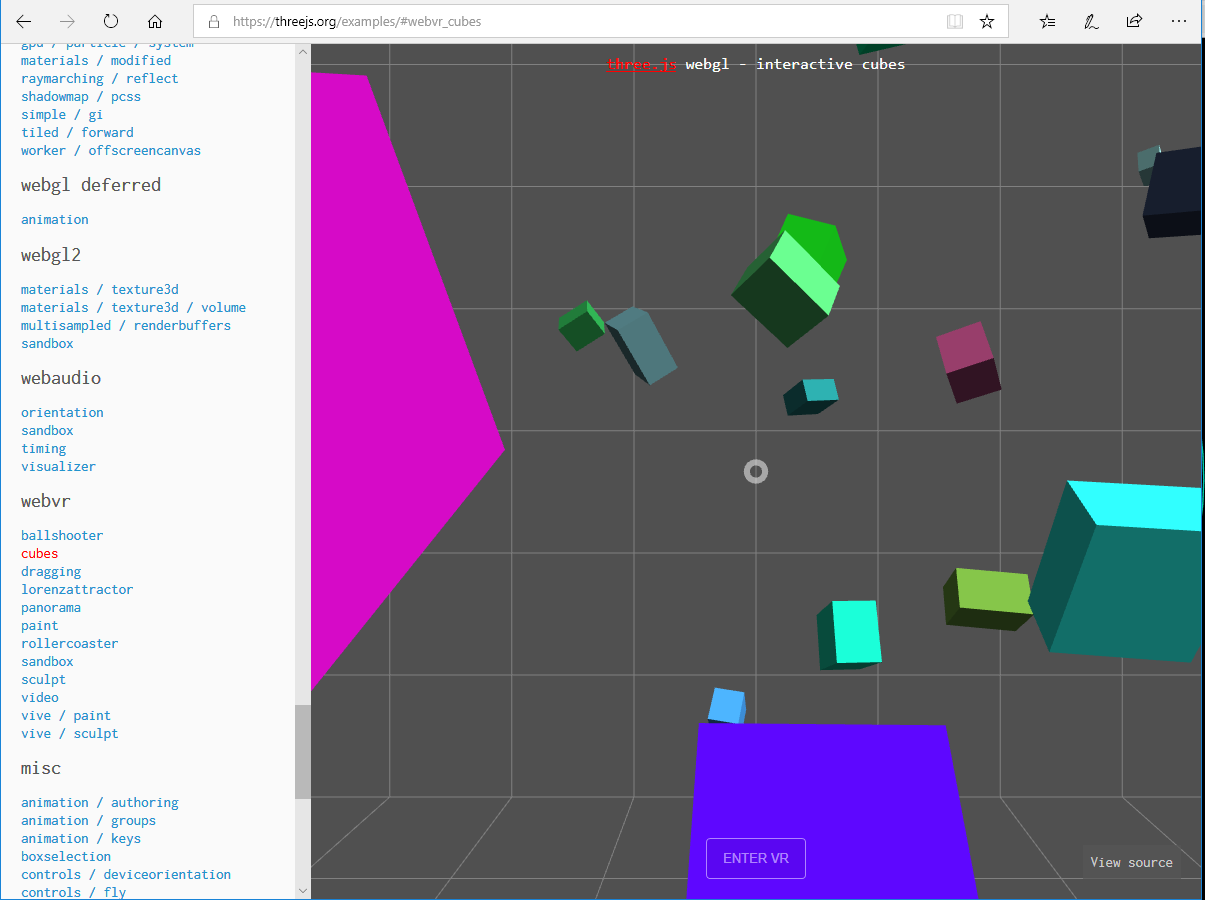 https://threejs.org/examples/#webvr_cubes
gpu / particle / system
materials / modified
raymarching / reflect
shadowmap / pcss
simple / gi
tiled / forward
worker / offscreencanvas
webgl deferred
animation
webgl2
materials / texture3d
materials / texture3d / volume
multisampled / renderbuffers
sandbox
webaudio
orientation
sandbox
timing
visualizer
webvr
ballshooter
cubes
dragging
lorenzattractor
panorama
paint
rollercoaster
sandbox
sculpt
video
vive / paint
vive / sculpt
misc
animation / authoring
animation / groups
animation / keys
boxselection
controls / deviceorientation
controls / fly
three.js webgl - interactive cubes
ENTER VR
View source